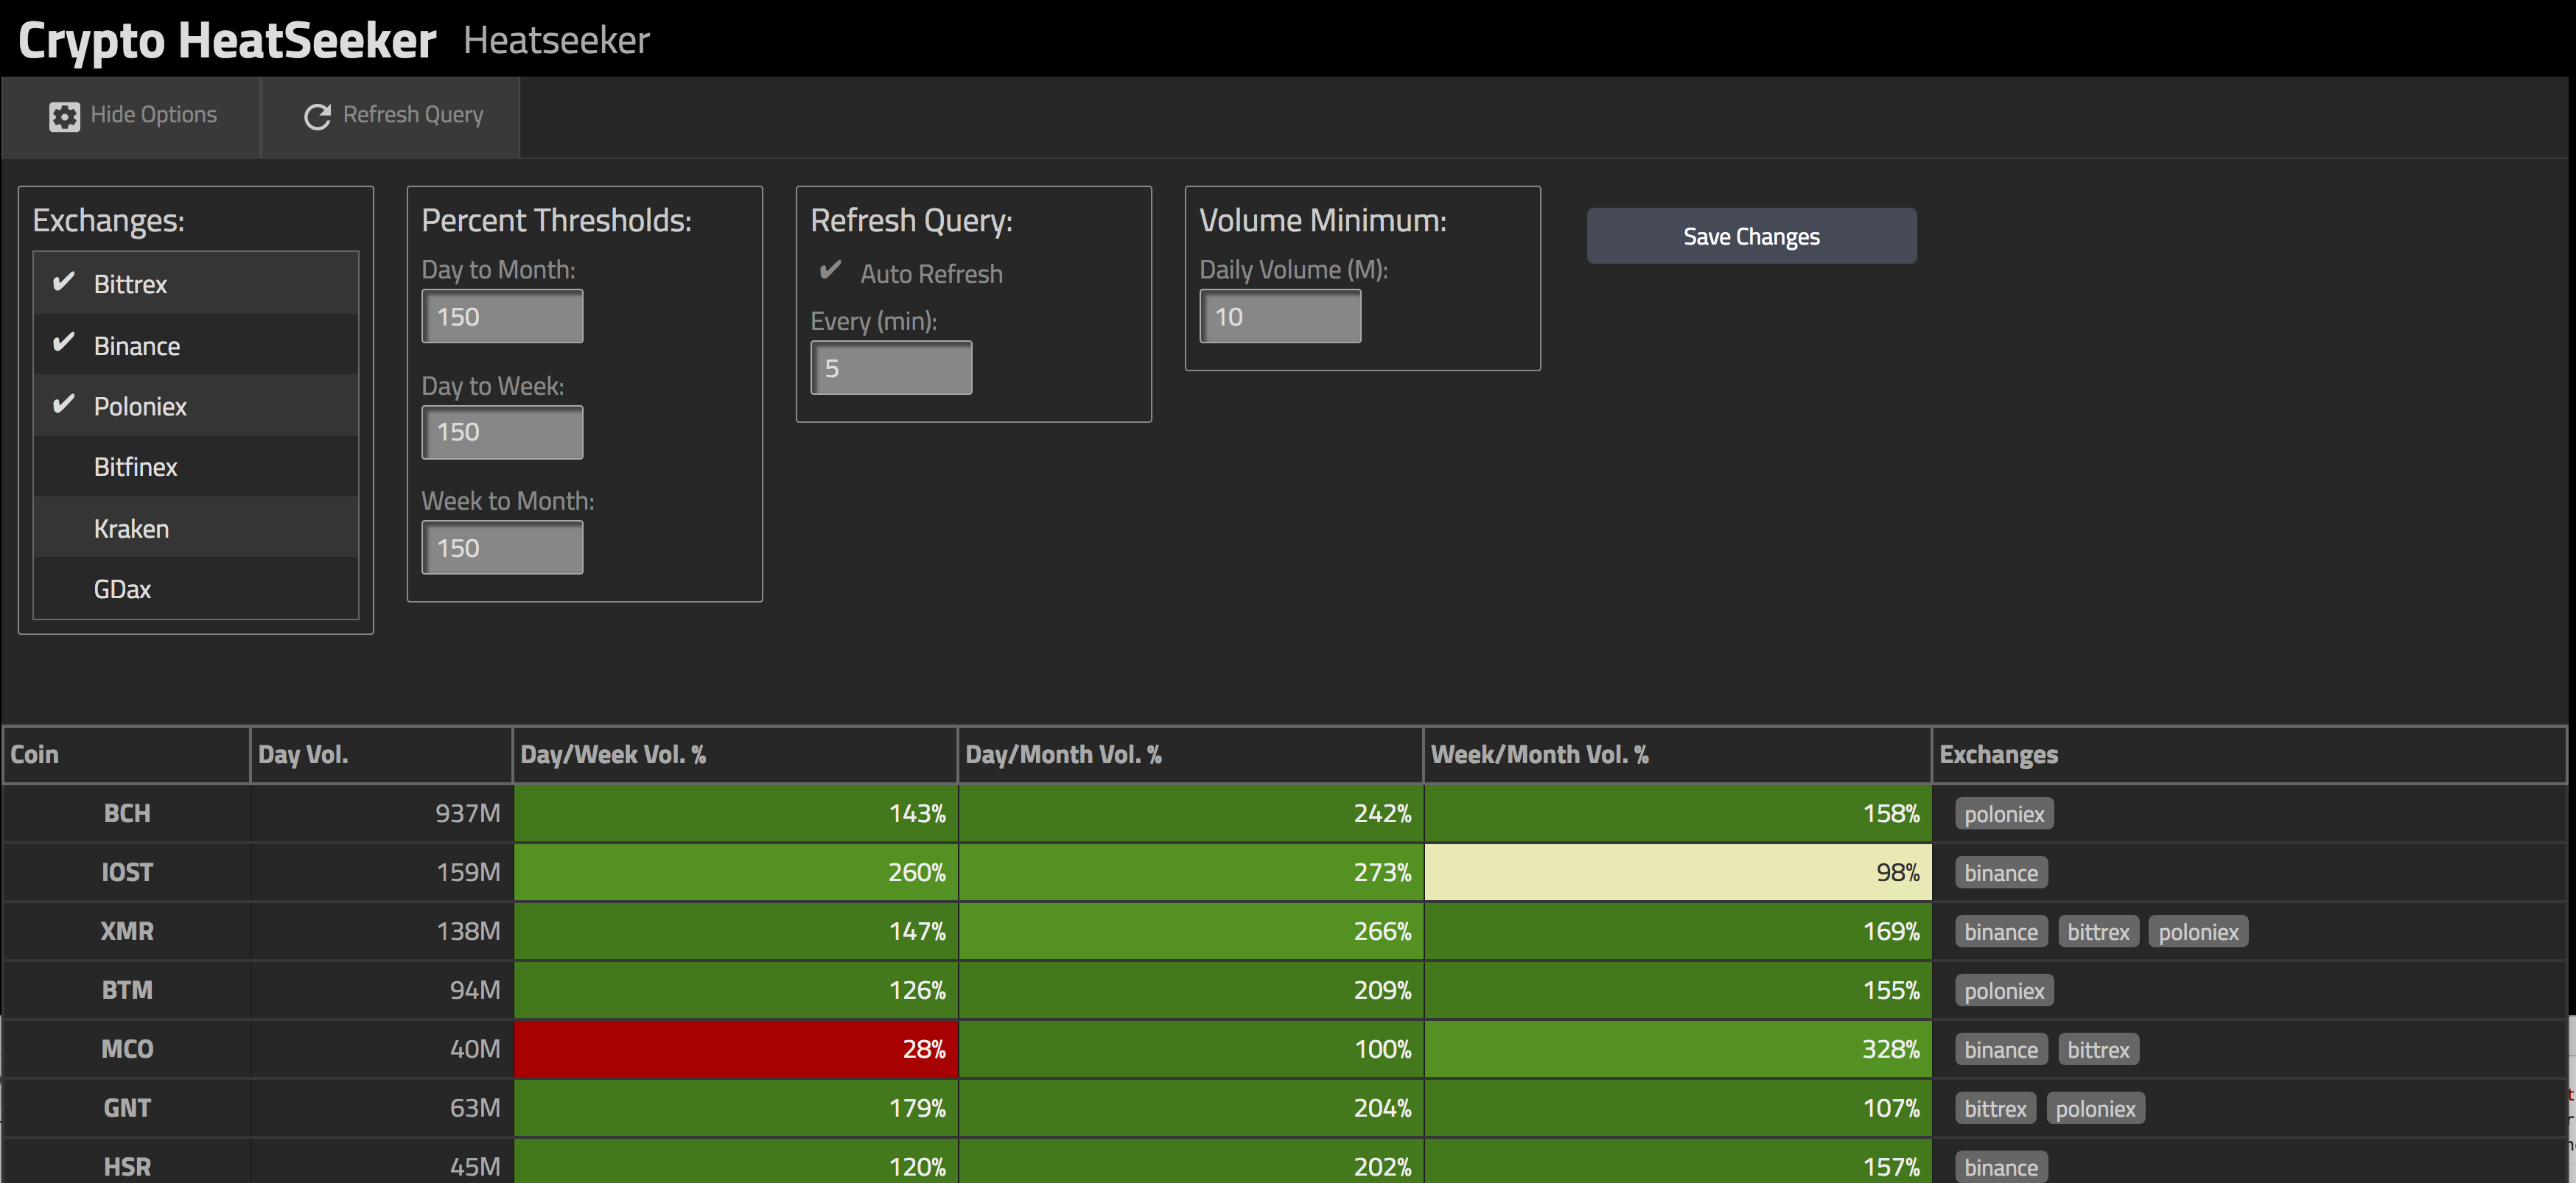 Crypto HeatSeeker Heatseeker
Hide Options Refresh Query
Exchanges:
Bittrex
Binance
Poloniex
Bitfinex
Kraken
GDax
Percent Thresholds:
Day to Month:
150
Day to Week:
150
Week to Month:
150
Refresh Query:
Auto Refresh
Every (min):
5
Volume Minimum:
Daily Volume (M):
10
Save Changes
Coin Day Vol. Day/Week Vol. % Day/Month Vol. % Week/Month Vol. % Exchanges
BCH 937M 143% 242% 158% poloniex
IOST 159M 260% 273% 98% binance
XMR 138M 147% 266% 169% binance bittrex poloniex
BTM 94M 126% 209% 155% poloniex
MCO 40M 28% 100% 328% binance bittrex
GNT 63M 179% 204% 107% bittrex poloniex
HSR 45M 120% 202% 157% binance